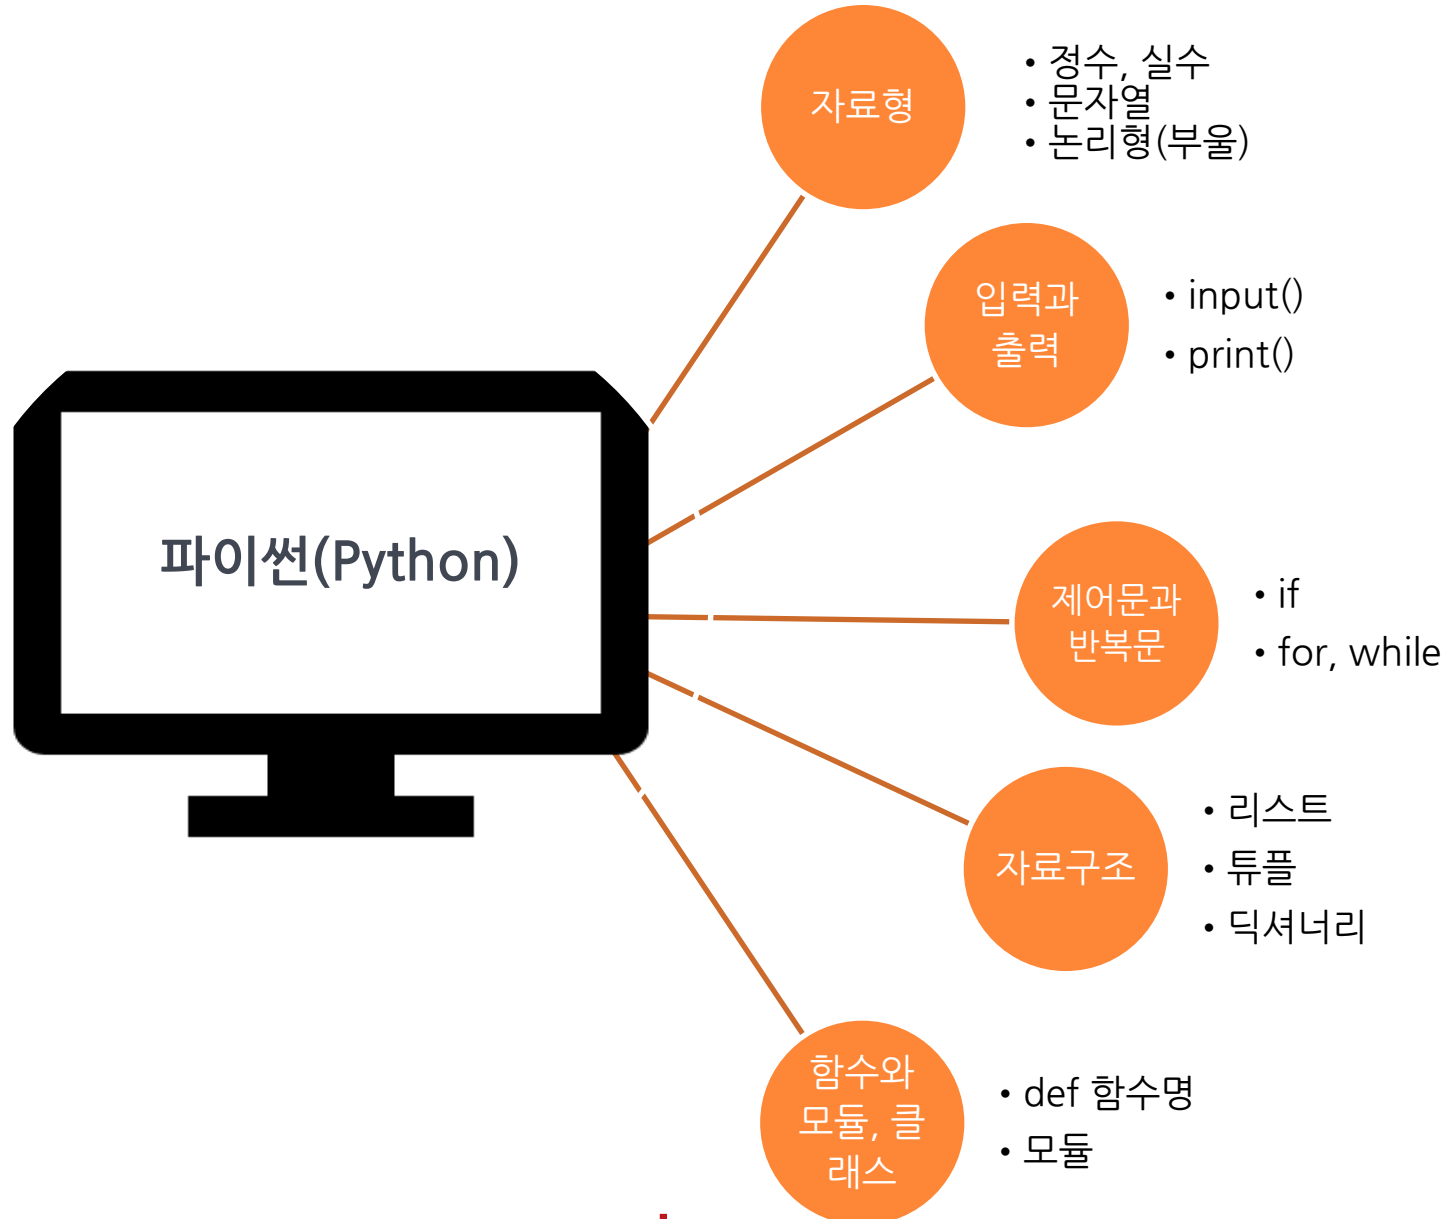 파이썬(Python)
자료형
• 정수, 실수
• 문자열
• 논리형(부울)
입력과
출력
• input()
• print()
제어문과
반복문
• if
• for, while
자료구조
• 리스트
• 튜플
• 딕셔너리
함수와
모듈, 클
래스
• def 함수명
• 모듈